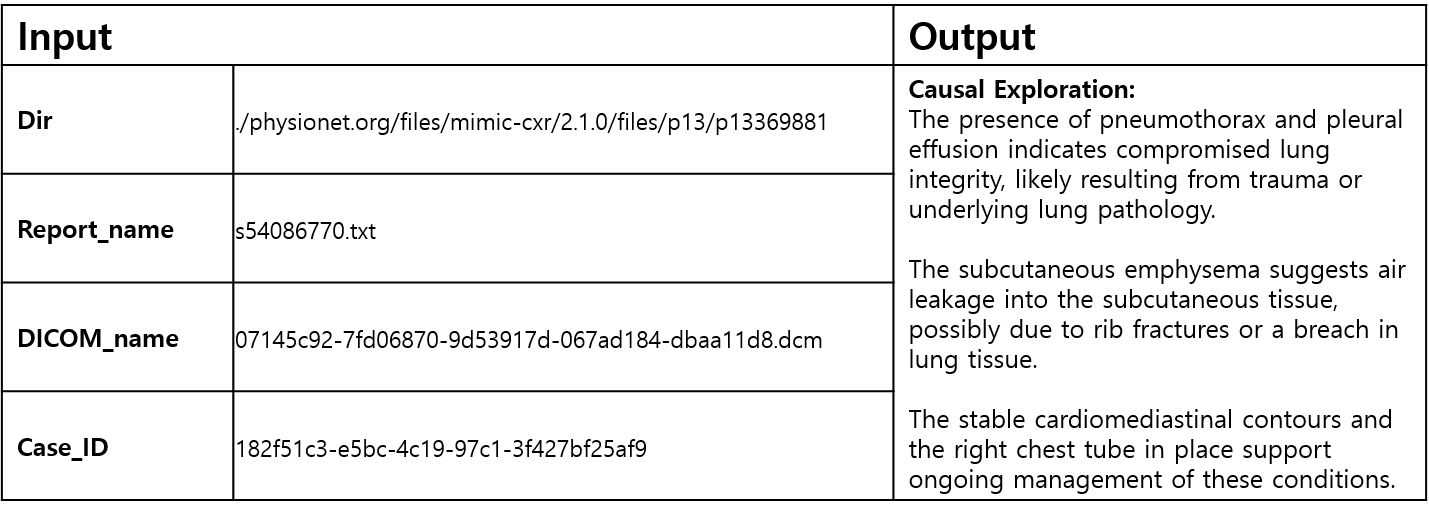 Input
Output
Dir
./physionet.org/files/mimic-cxr/2.1.0/files/p13/p13369881
Report_name
s54086770.txt
DICOM_name
07145c92-7fd06870-9d53917d-067ad184-dbaa11d8.dcm
Case_ID
182f51c3-e5bc-4c19-97c1-3f427bf25af9
Causal Exploration:
The presence of pneumothorax and pleural
effusion indicates compromised lung
integrity, likely resulting from trauma or
underlying lung pathology.
The subcutaneous emphysema suggests air
leakage into the subcutaneous tissue,
possibly due to rib fractures or a breach in
lung tissue.
The stable cardiomediastinal contours and
the right chest tube in place support
ongoing management of these conditions.